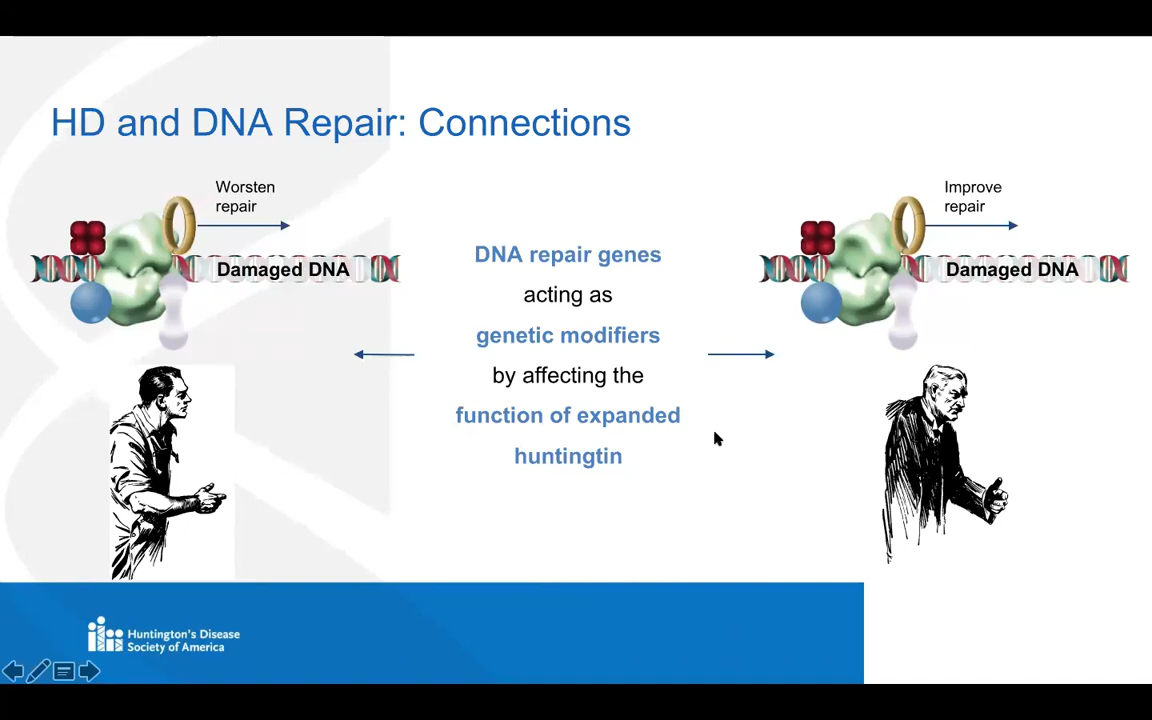 HD and DNA Repair: Connections
Worsten
repair
Damaged DNA
DNA repair genes
acting as
genetic modifiers
by affecting the
function of expanded
huntingtin
Improve
repair
Damaged DNA
Huntington's Disease
Society of America